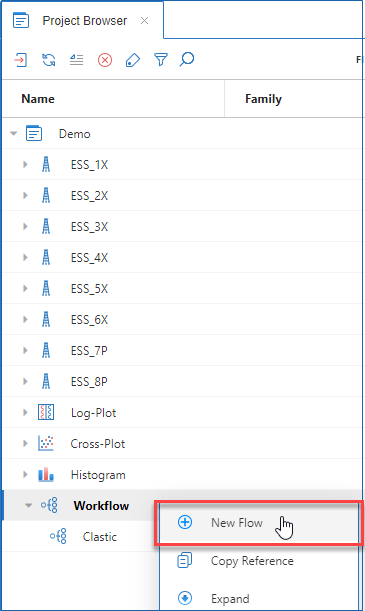 Project Browser
Name Family
Demo
ESS_1X
ESS_2X
ESS_3X
ESS_4X
ESS_5X
ESS_6X
ESS_7P
ESS_8P
Log-Plot
Cross-Plot
Histogram
Workflow
New Flow
Clastic
Copy Reference
Expand